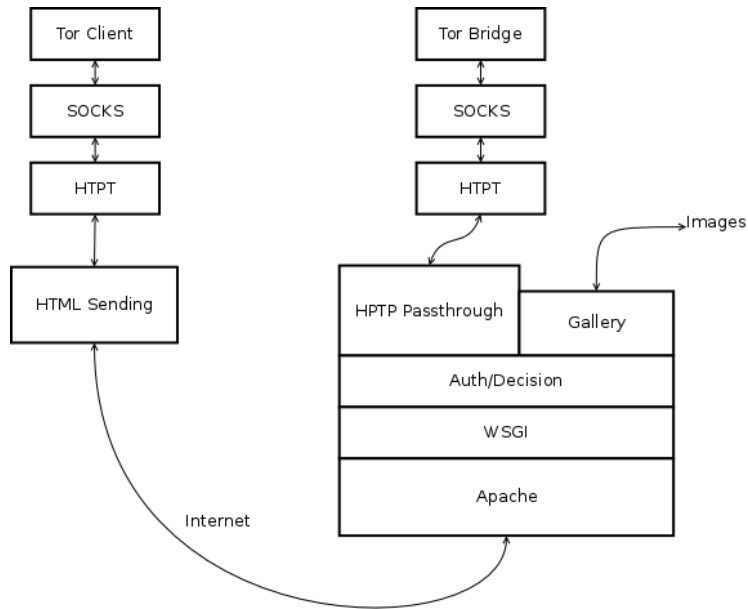 Tor Client
SOCKS
HTPT
HTML Sending
Internet
Tor Bridge
SOCKS
HTPT
Images
HPTP Passthrough
Gallery
Auth/Decision
WSGI
Apache